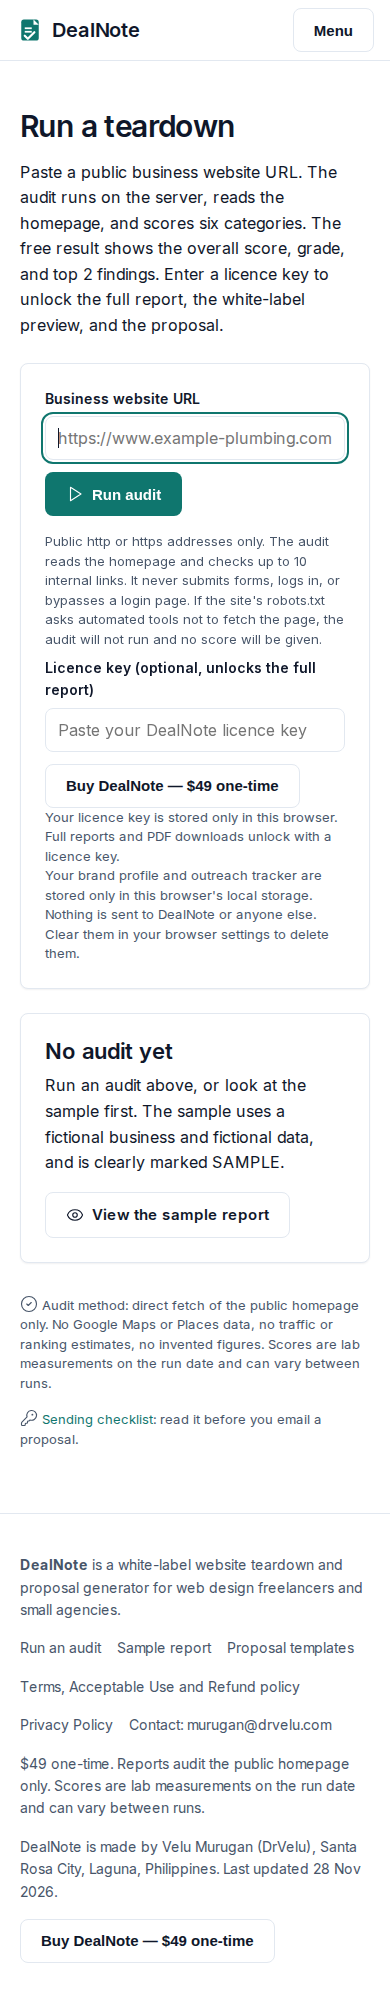 DealNote
Menu
Run a teardown
Paste a public business website URL. The
audit runs on the server, reads the
homepage, and scores six categories. The
free result shows the overall score, grade,
and top 2 findings. Enter a licence key to
unlock the full report, the white-label
preview, and the proposal.
Business website URL
https://www.example-plumbing.com
Run audit
Public http or https addresses only. The audit
reads the homepage and checks up to 10
internal links. It never submits forms, logs in, or
bypasses a login page. If the site's robots.txt
asks automated tools not to fetch the page, the
audit will not run and no score will be given.
Licence key (optional, unlocks the full
report)
Paste your DealNote licence key
Buy DealNote — $49 one-time
Your licence key is stored only in this browser.
Full reports and PDF downloads unlock with a
licence key.
Your brand profile and outreach tracker are
stored only in this browser's local storage.
Nothing is sent to DealNote or anyone else.
Clear them in your browser settings to delete
them.
No audit yet
Run an audit above, or look at the
sample first. The sample uses a
fictional business and fictional data,
and is clearly marked SAMPLE.
View the sample report
Audit method: direct fetch of the public homepage
only. No Google Maps or Places data, no traffic or
ranking estimates, no invented figures. Scores are lab
measurements on the run date and can vary between
runs.
Sending checklist: read it before you email a
proposal.
DealNote is a white-label website teardown and
proposal generator for web design freelancers and
small agencies.
Run an audit Sample report Proposal templates
Terms, Acceptable Use and Refund policy
Privacy Policy Contact: murugan@drvelu.com
$49 one-time. Reports audit the public homepage
only. Scores are lab measurements on the run date
and can vary between runs.
DealNote is made by Velu Murugan (DrVelu), Santa
Rosa City, Laguna, Philippines. Last updated 28 Nov
2026.
Buy DealNote — $49 one-time